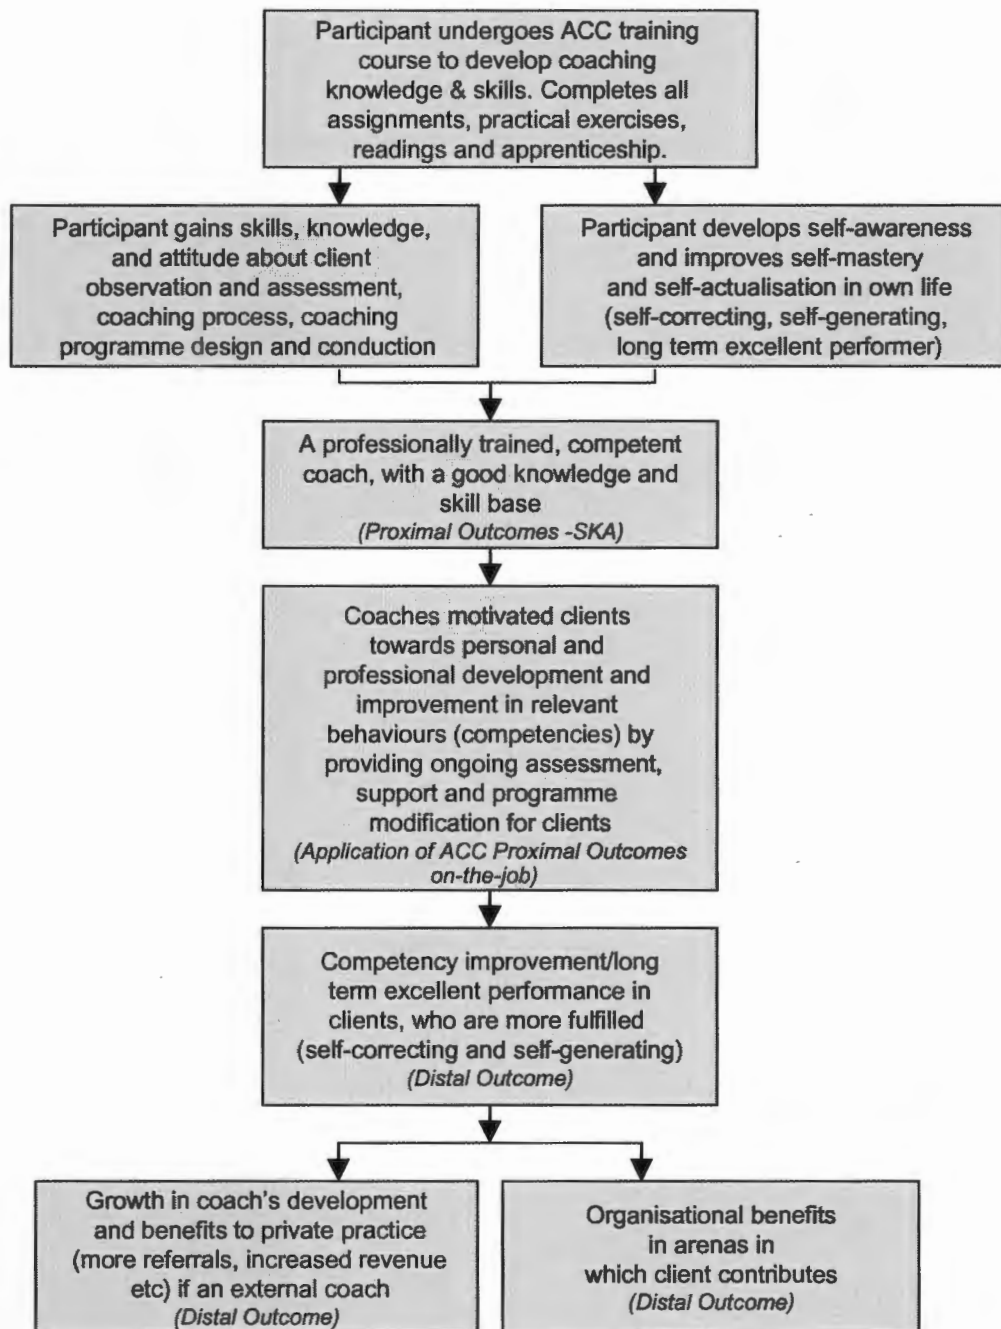 Participant undergoes ACC training
course to develop coaching
knowledge & skills. Completes all
assignments, practical exercises,
readings and apprenticeship.
Participant gains skills, knowledge,
and attitude about client
observation and assessment,
coaching process, coaching
programme design and conduction
Participant develops self-awareness
and improves self-mastery
and self-actualisation in own life
(self-correcting, self-generating,
long term excellent performer)
A professionally trained, competent
coach, with a good knowledge and
skill base
(Proximal Outcomes -SKA)
Coaches motivated clients
towards personal and
professional development and
improvement in relevant
behaviours (competencies) by
providing ongoing assessment,
support and programme
modification for clients
(Application of ACC Proximal Outcomes
on-the-job)
Competency improvement/long
term excellent performance in
clients, who are more fulfilled
(self-correcting and self-generating)
(Distal Outcome)
Growth in coach's development
and benefits to private practice
(more referrals, increased revenue
etc) if an external coach
(Distal Outcome)
Organisational benefits
in arenas in
which client contributes
(Distal Outcome)